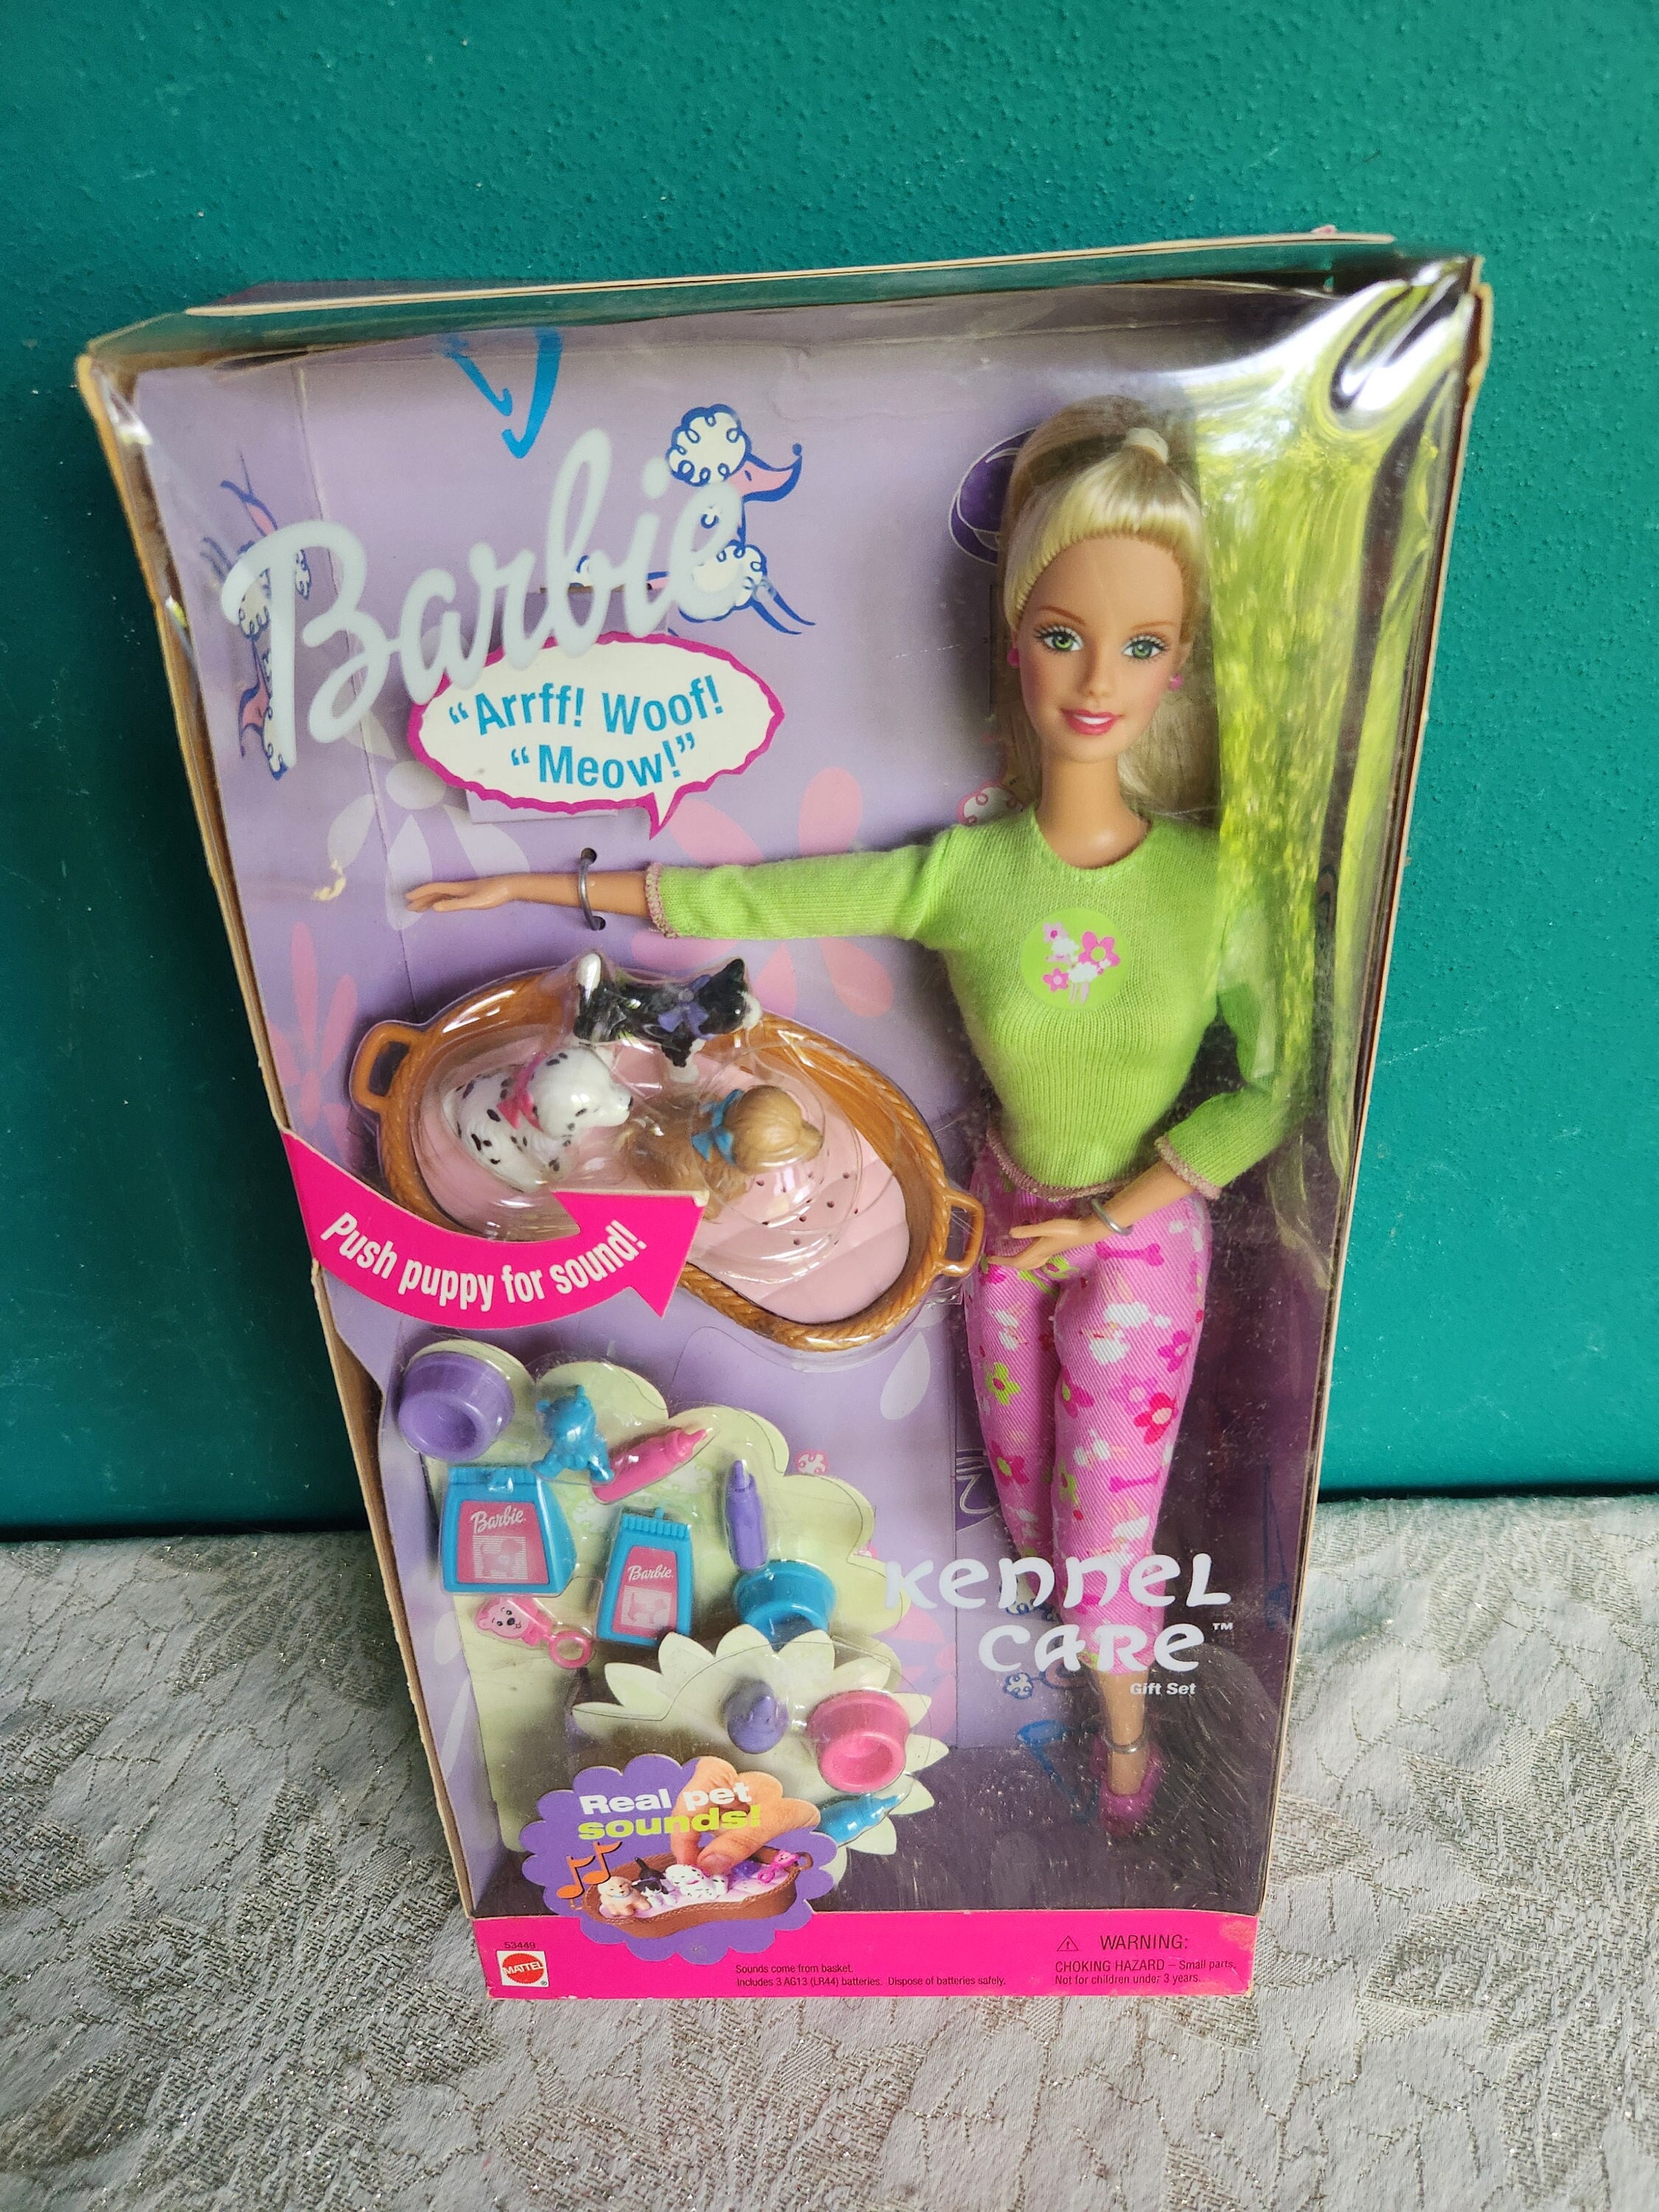 Barbie
"Arrff! Woof!
"Meow!"
Push puppy for sound!
Barbie
Barbie
Kennel
Care™
Gift Set
Real pet
sounds!
53449
MATTEL
®
Sounds come from basket.
Includes 3 AG13 (LR44) batteries. Dispose of batteries safely.
WARNING:
CHOKING HAZARD – Small parts.
Not for children under 3 years.